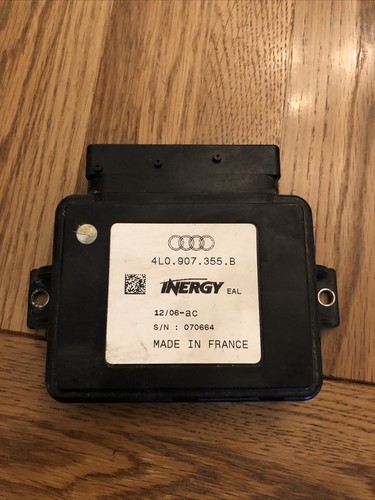 4L0.907.355.B
INERGY EAL
12/06-ac
S/N : 070664
MADE IN FRANCE